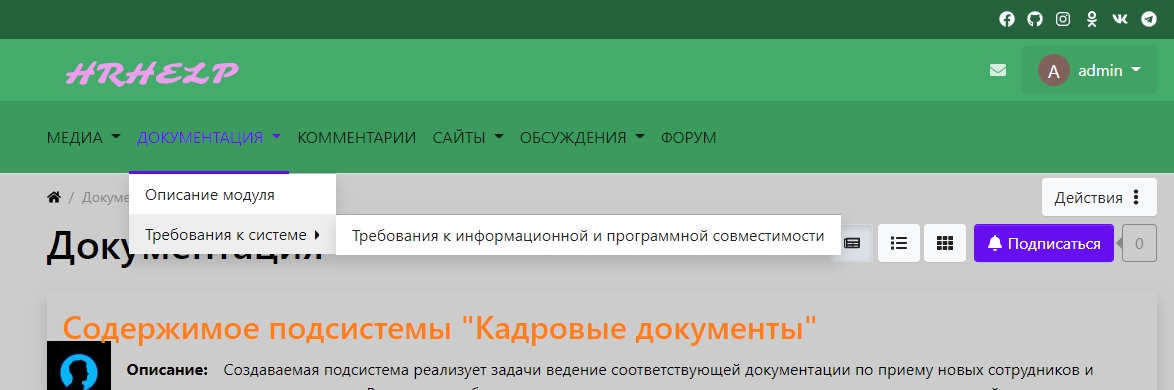 HRHELP
A admin
МЕДИА ДОКУМЕНТАЦИЯ КОММЕНТАРИИ САЙТЫ ОБСУЖДЕНИЯ ФОРУМ
/ Докуме
Действия
Описание модуля
Требования к системе
Требования к информационной и программной совместимости
Документация
Подписаться 0
Содержимое подсистемы "Кадровые документы"
Описание: Создаваемая подсистема реализует задачи ведение соответствующей документации по приему новых сотрудников и